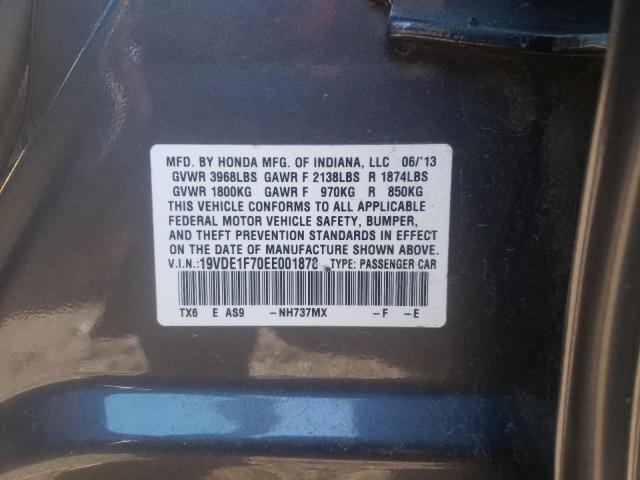 MFD. BY HONDA MFG. OF INDIANA, LLC 06/'13
GVWR 3968LBS GAWR F 2138LBS R 1874LBS
GVWR 1800KG GAWR F 970KG R 850KG
THIS VEHICLE CONFORMS TO ALL APPLICABLE
FEDERAL MOTOR VEHICLE SAFETY, BUMPER,
AND THEFT PREVENTION STANDARDS IN EFFECT
ON THE DATE OF MANUFACTURE SHOWN ABOVE.
V.I.N.:19VDE1F70EE001878 TYPE: PASSENGER CAR
TX6 E AS9 -NH737MX -F -E